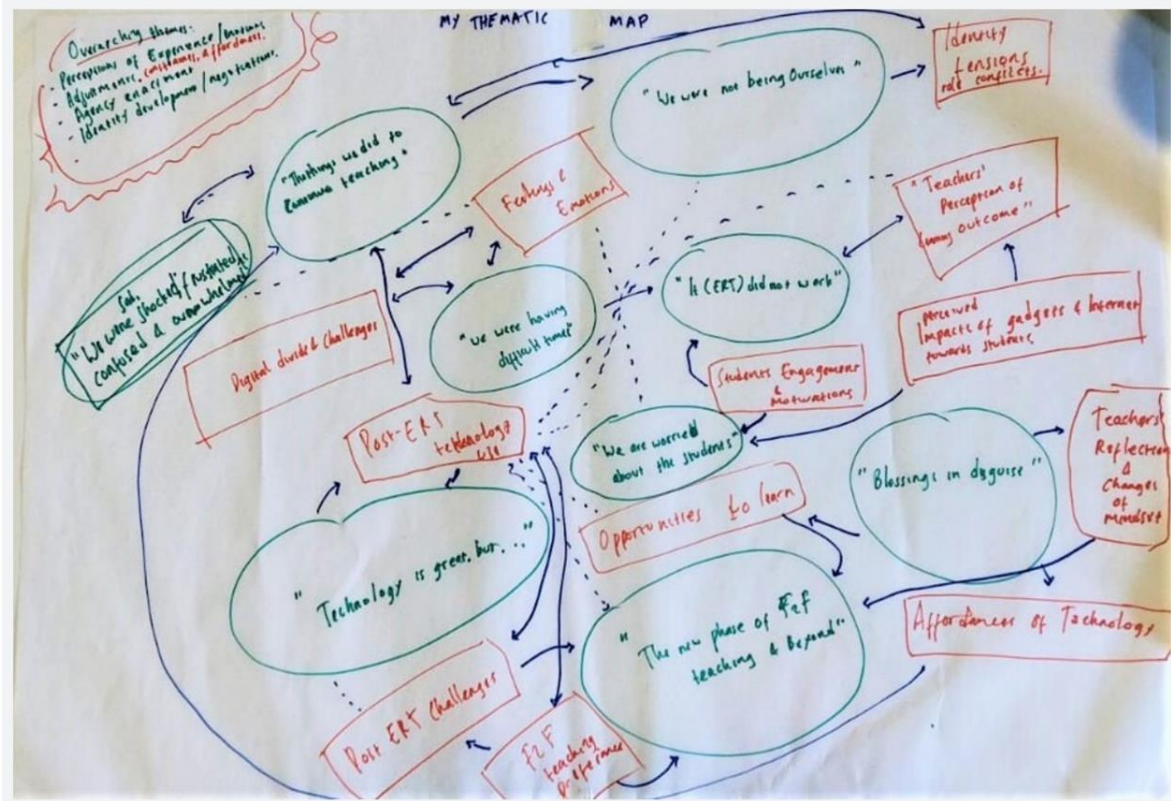 MY THEMATIC MAP
Overarching themes:
- Perceptions of Experience/emotions
- Adjustments, constraints, affordances.
- Agency enactment
- Identity development/negotiations.
"We were not being Ourselves"
Identity
tensions
role conflicts.
"The things we did to
continue teaching"
Feelings &
Emotions
"Teachers'
Perception of
outcome"
sad,
"We were shocked, frustrated,
confused & overwhelmed"
"It (ERT) did not work"
"We were having
difficult times"
perceived
Impacts of gadgets & Internet
towards students.
Digital divide & challenges
Students Engagement
&
Motivations
Post-ERT
technology
use
"We are worried
about the students"
Teachers'
Reflection
&
Changes
of
mindset
"Blessings in disguise"
Opportunities to learn
"Technology is great, but..."
"The new phase of F2f
teaching & Beyond"
Affordances of Technology
Post ERT Challenges
F2F
teaching
preference